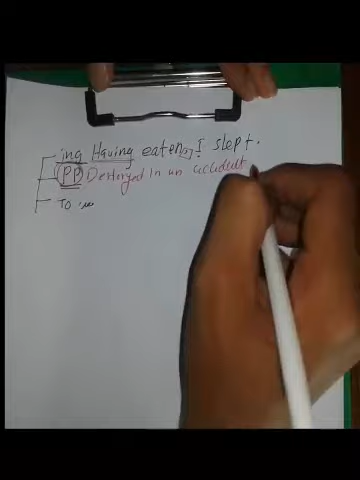 ing Having eaten, I slept.
PP Destroyed in an accident
To